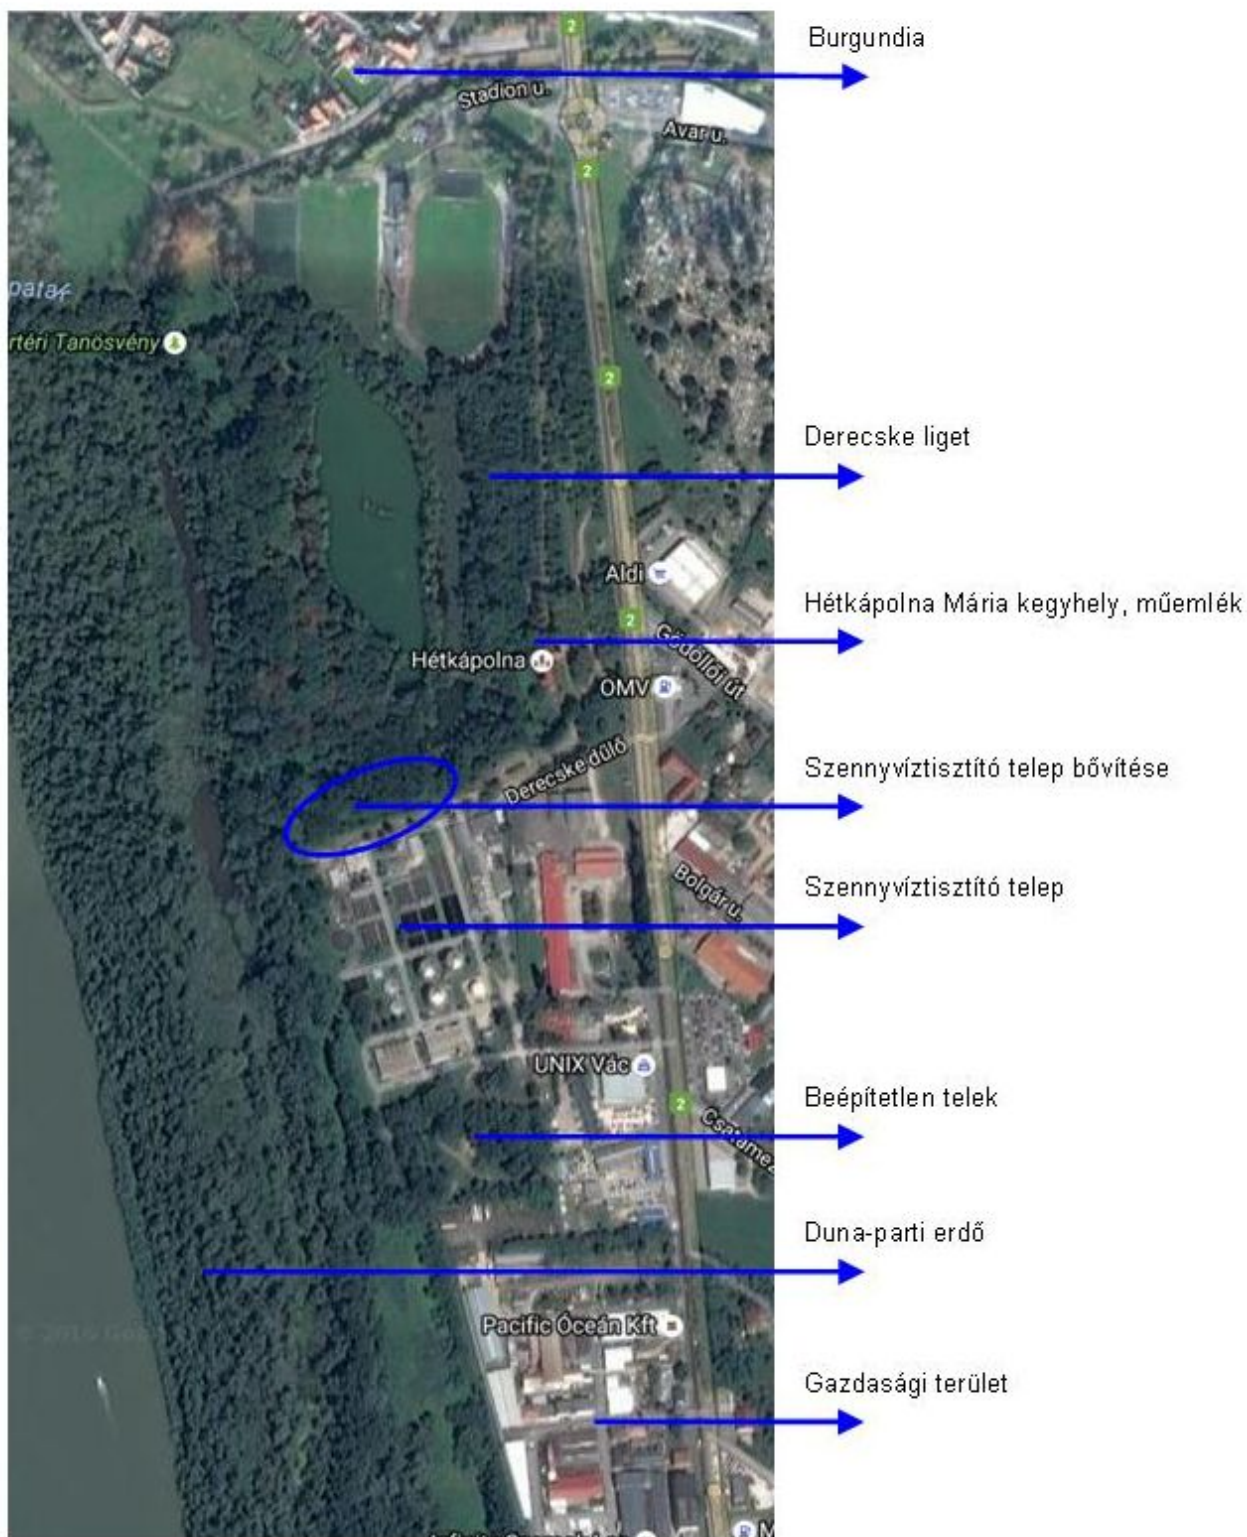 Burgundia
2
Stadion u.
Avar u.
2
pataf
rtéri Tanösvény
2
Derecske liget
Aldi
Hétkápolna Mária kegyhely, műemlék
2
Gödöllői út
Hétkápolna
OMV
Szennyvíztisztító telep bővítése
Derecske dűlő
Szennyvíztisztító telep
Bolgár u.
UNIX Vác
Beépítetlen telek
2
Csatamez
Duna-parti erdő
Pacific Óceán Kft
Gazdasági terület
M